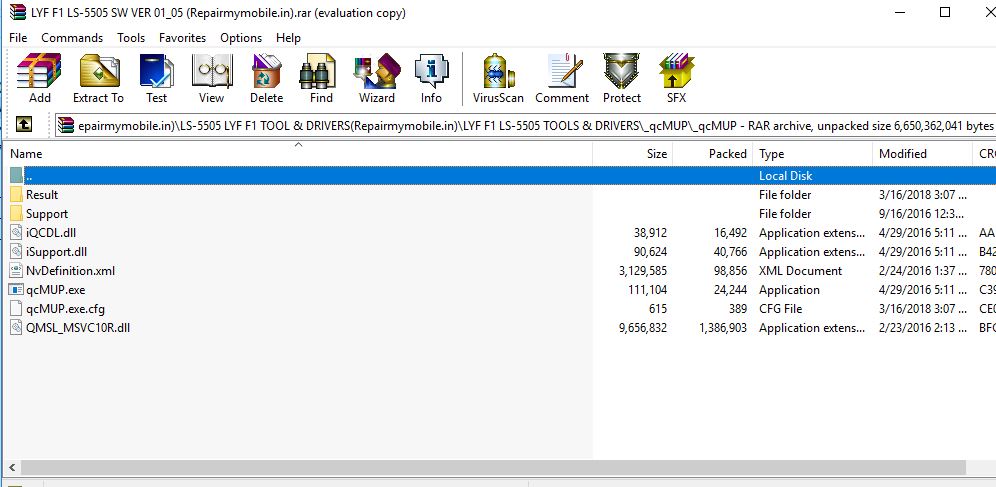 LYF F1 LS-5505 SW VER 01_05 (Repairmymobile.in).rar (evaluation copy)
File Commands Tools Favorites Options Help
Add Extract To Test View Delete Find Wizard Info VirusScan Comment Protect SFX
epairmymobile.in)\LS-5505 LYF F1 TOOL & DRIVERS(Repairmymobile.in)\LYF F1 LS-5505 TOOLS & DRIVERS\_qcMUP\_qcMUP - RAR archive, unpacked size 6,650,362,041 bytes
Name Size Packed Type Modified CRC
.. Local Disk
Result File folder 3/16/2018 3:07 ...
Support File folder 9/16/2016 12:3...
iQCDL.dll 38,912 16,492 Application extens... 4/29/2016 5:11 ... AA
iSupport.dll 90,624 40,766 Application extens... 4/29/2016 5:11 ... B42
NvDefinition.xml 3,129,585 98,856 XML Document 2/24/2016 1:37 ... 780
qcMUP.exe 111,104 24,244 Application 4/29/2016 5:11 ... C39
qcMUP.exe.cfg 615 389 CFG File 3/16/2018 3:07 ... CE0
QMSL_MSVC10R.dll 9,656,832 1,386,903 Application extens... 2/23/2016 2:13 ... BF